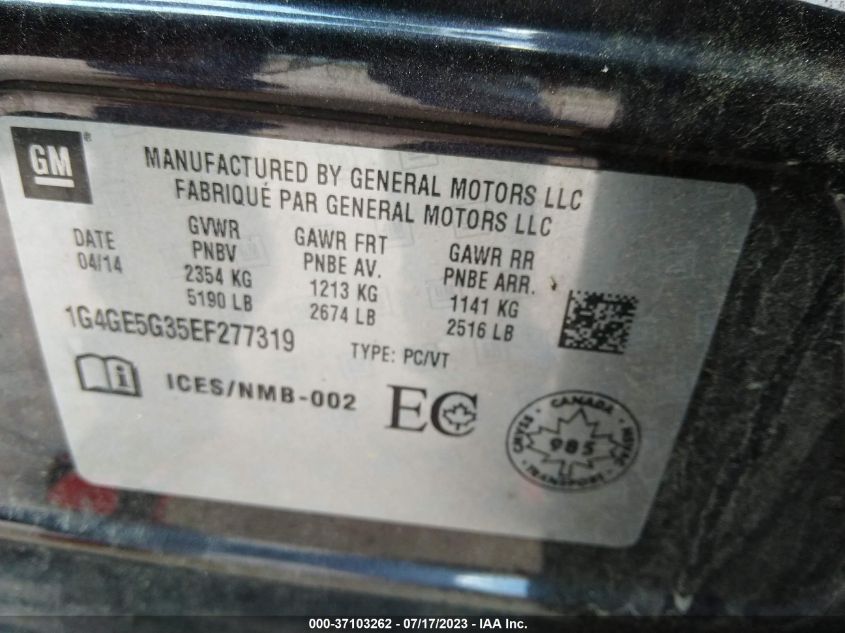 GM
®
MANUFACTURED BY GENERAL MOTORS LLC
FABRIQUÉ PAR GENERAL MOTORS LLC
DATE
04/14
GVWR
PNBV
2354 KG
5190 LB
GAWR FRT
PNBE AV.
1213 KG
2674 LB
GAWR RR
PNBE ARR.
1141 KG
2516 LB
1G4GE5G35EF277319
TYPE: PC/VT
i
ICES/NMB-002
EC
CANADA
985
TRANSPORT
000-37103262 - 07/17/2023 - IAA Inc.